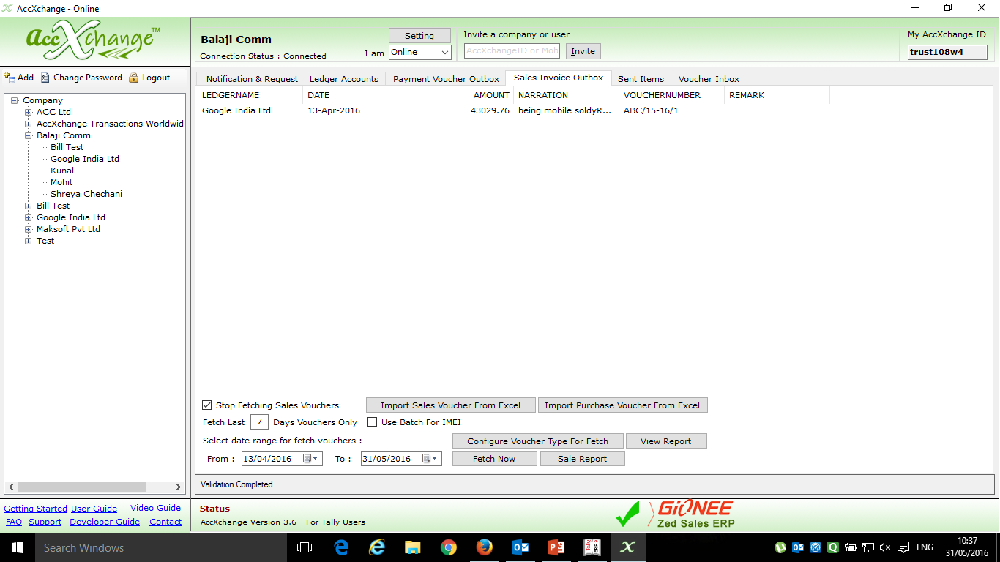 AccXchange - Online
AccXchange™
Add Change Password Logout
Company
ACC Ltd
AccXchange Transactions Worldwid
Balaji Comm
Bill Test
Google India Ltd
Kunal
Mohit
Shreya Chechani
Bill Test
Google India Ltd
Maksoft Pvt Ltd
Test
Getting Started User Guide Video Guide
FAQ Support Developer Guide Contact
Balaji Comm
Connection Status : Connected
Setting
I am Online
Invite a company or user
AccXchangeID or Mob Invite
My AccXchange ID
trust108w4
Notification & Request Ledger Accounts Payment Voucher Outbox Sales Invoice Outbox Sent Items Voucher Inbox
LEDGERNAME DATE AMOUNT NARRATION VOUCHERNUMBER REMARK
Google India Ltd 13-Apr-2016 43029.76 being mobile soldÿR... ABC/15-16/1
Stop Fetching Sales Vouchers Import Sales Voucher From Excel Import Purchase Voucher From Excel
Fetch Last 7 Days Vouchers Only Use Batch For IMEI
Select date range for fetch vouchers : Configure Voucher Type For Fetch View Report
From : 13/04/2016 To : 31/05/2016 Fetch Now Sale Report
Validation Completed.
Status
AccXchange Version 3.6 - For Tally Users
GIONEE
Zed Sales ERP
Search Windows
ENG
10:37
31/05/2016